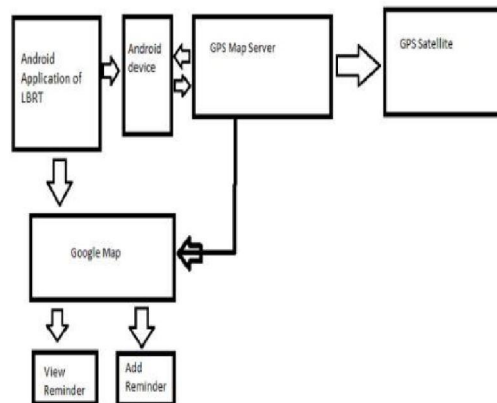 Android
Application of
LBRT
Android
device
GPS Map Server
GPS Satellite
Google Map
View
Reminder
Add
Reminder